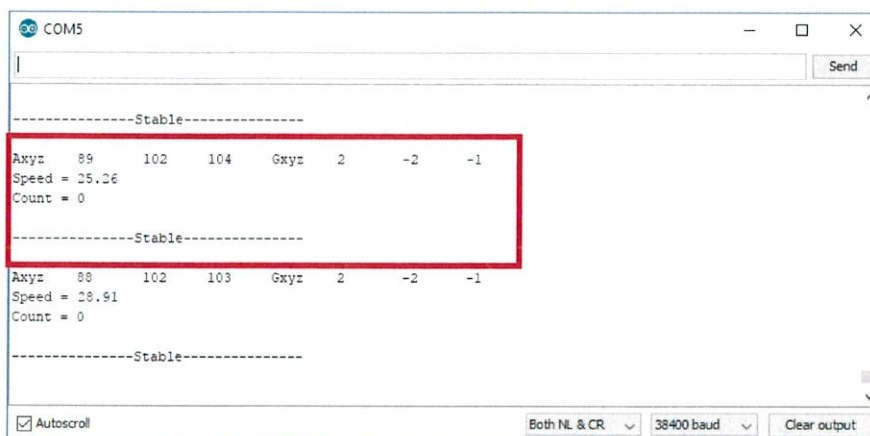 COM5
Send
---------------Stable---------------
Axyz 89 102 104 Gxyz 2 -2 -1
Speed = 25.26
Count = 0
---------------Stable---------------
Axyz 88 102 103 Gxyz 2 -2 -1
Speed = 28.91
Count = 0
---------------Stable---------------
Autoscroll Both NL & CR 38400 baud Clear output